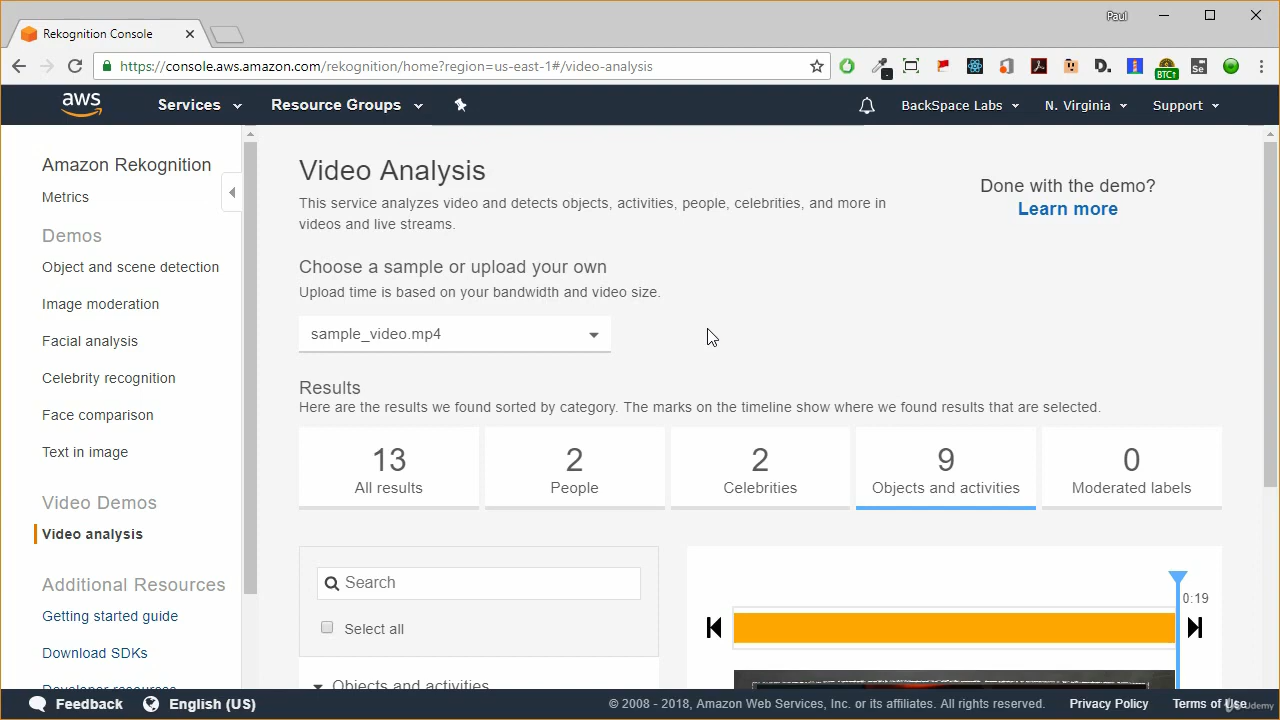 Paul
Rekognition Console
https://console.aws.amazon.com/rekognition/home?region=us-east-1#/video-analysis
BTC↑
Se
D.
aws
Services
Resource Groups
BackSpace Labs
N. Virginia
Support
Amazon Rekognition
Metrics
Demos
Object and scene detection
Image moderation
Facial analysis
Celebrity recognition
Face comparison
Text in image
Video Demos
Video analysis
Additional Resources
Getting started guide
Download SDKs
Developer resources
Video Analysis
This service analyzes video and detects objects, activities, people, celebrities, and more in
videos and live streams.
Done with the demo?
Learn more
Choose a sample or upload your own
Upload time is based on your bandwidth and video size.
sample_video.mp4
Results
Here are the results we found sorted by category. The marks on the timeline show where we found results that are selected.
13
All results
2
People
2
Celebrities
9
Objects and activities
0
Moderated labels
Search
Select all
Objects and activities
0:19
Feedback
English (US)
© 2008 - 2018, Amazon Web Services, Inc. or its affiliates. All rights reserved.
Privacy Policy
Terms of Use
Udemy